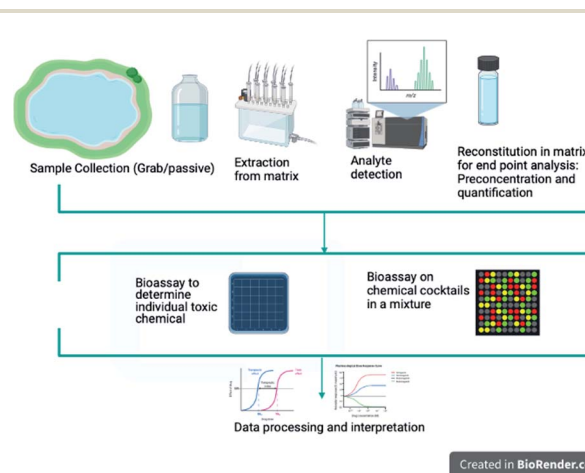 Intensity
m/z
Sample Collection (Grab/passive)
Extraction
from matrix
Analyte
detection
Reconstitution in matrix
for end point analysis:
Preconcentration and
quantification
Bioassay to
determine
individual toxic
chemical
Bioassay on
chemical cocktails
in a mixture
Data processing and interpretation
Created in BioRender.c